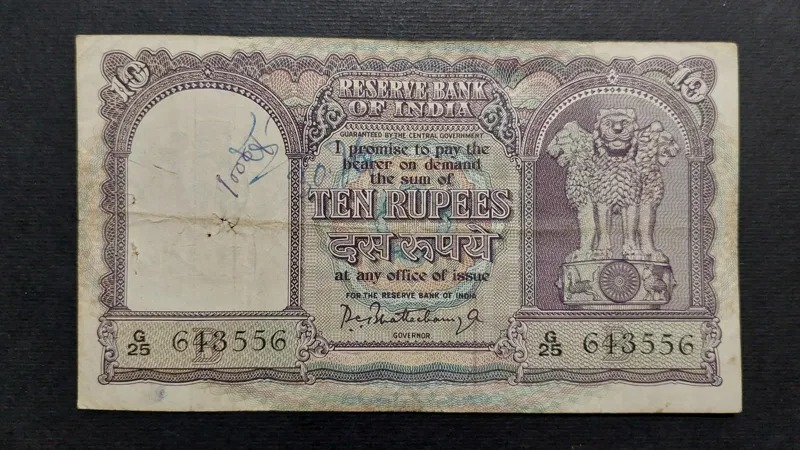 10 10
RESERVE BANK
OF INDIA
GUARANTEED BY THE CENTRAL GOVERNMENT
I promise to pay the
bearer on demand
the sum of
TEN RUPEES
दस रूपये
at any office of issue
FOR THE RESERVE BANK OF INDIA
GOVERNOR
G/25 643556 G/25 643556